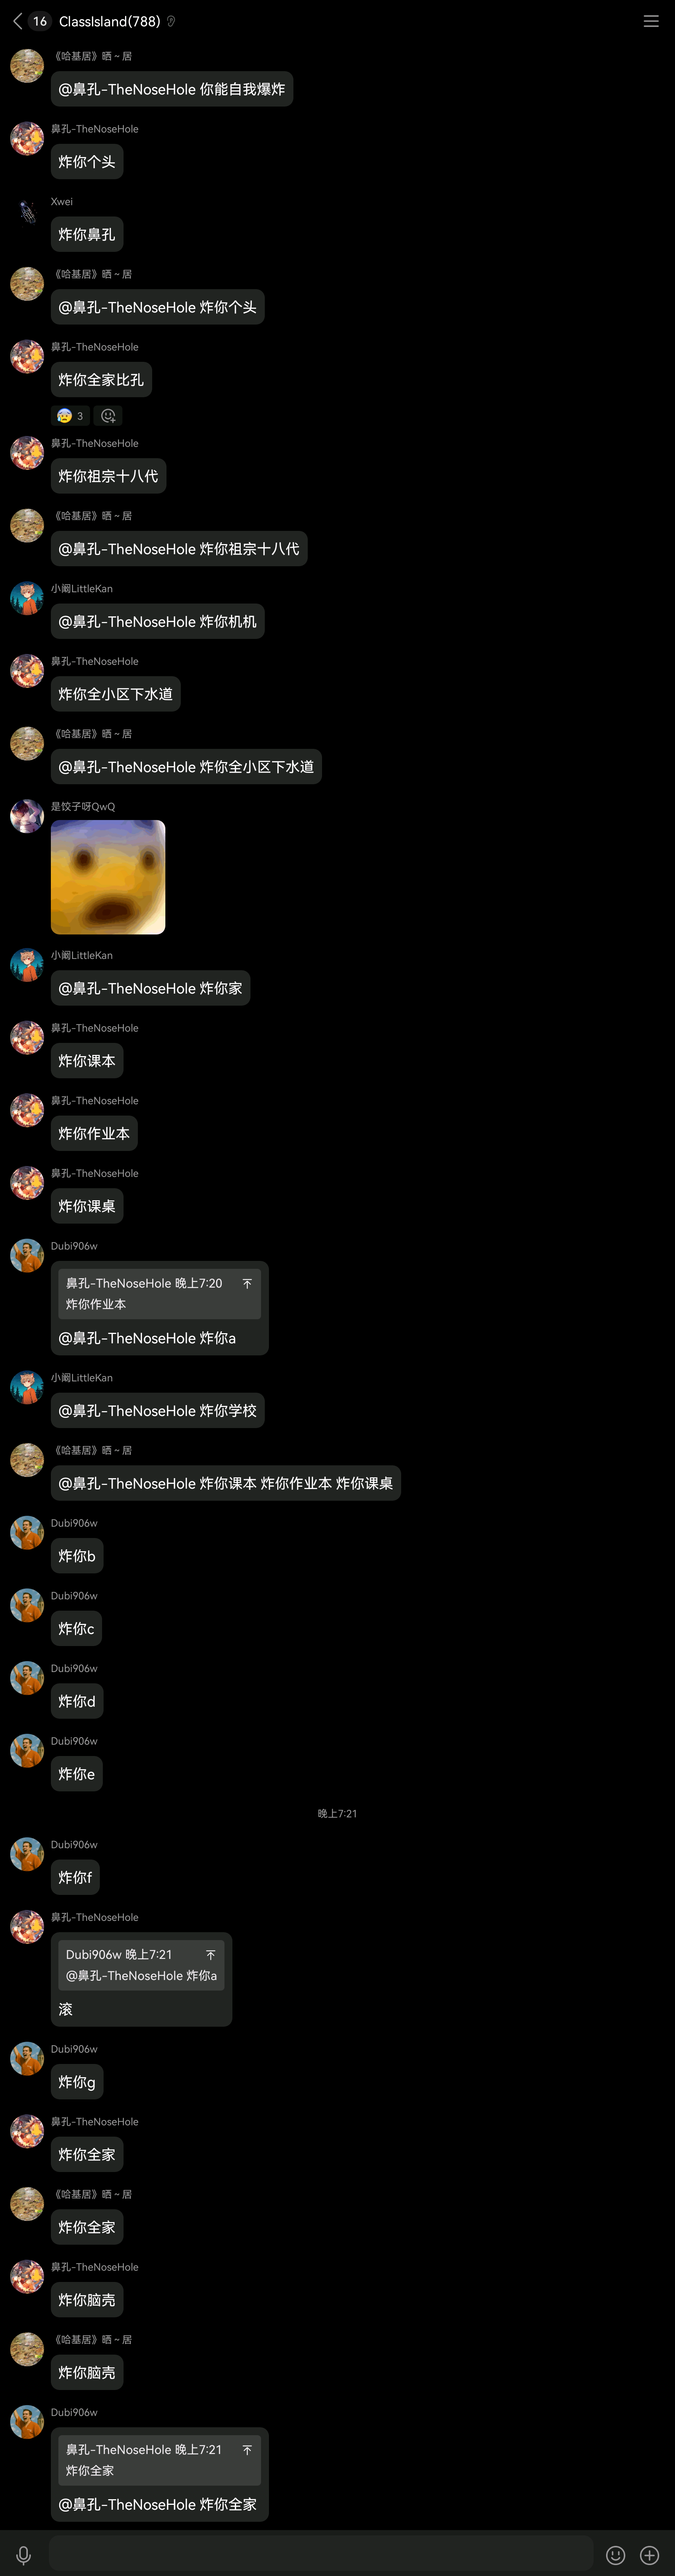 16 ClassIsland(788)
《哈基居》晒～居
@鼻孔-TheNoseHole 你能自我爆炸
鼻孔-TheNoseHole
炸你个头
Xwei
炸你鼻孔
《哈基居》晒～居
@鼻孔-TheNoseHole 炸你个头
鼻孔-TheNoseHole
炸你全家比孔
3
鼻孔-TheNoseHole
炸你祖宗十八代
《哈基居》晒～居
@鼻孔-TheNoseHole 炸你祖宗十八代
小阚LittleKan
@鼻孔-TheNoseHole 炸你机机
鼻孔-TheNoseHole
炸你全小区下水道
《哈基居》晒～居
@鼻孔-TheNoseHole 炸你全小区下水道
是饺子呀QwQ
小阚LittleKan
@鼻孔-TheNoseHole 炸你家
鼻孔-TheNoseHole
炸你课本
鼻孔-TheNoseHole
炸你作业本
鼻孔-TheNoseHole
炸你课桌
Dubi906w
鼻孔-TheNoseHole 晚上7:20
炸你作业本
@鼻孔-TheNoseHole 炸你a
小阚LittleKan
@鼻孔-TheNoseHole 炸你学校
《哈基居》晒～居
@鼻孔-TheNoseHole 炸你课本 炸你作业本 炸你课桌
Dubi906w
炸你b
Dubi906w
炸你c
Dubi906w
炸你d
Dubi906w
炸你e
晚上7:21
Dubi906w
炸你f
鼻孔-TheNoseHole
Dubi906w 晚上7:21
@鼻孔-TheNoseHole 炸你a
滚
Dubi906w
炸你g
鼻孔-TheNoseHole
炸你全家
《哈基居》晒～居
炸你全家
鼻孔-TheNoseHole
炸你脑壳
《哈基居》晒～居
炸你脑壳
Dubi906w
鼻孔-TheNoseHole 晚上7:21
炸你全家
@鼻孔-TheNoseHole 炸你全家